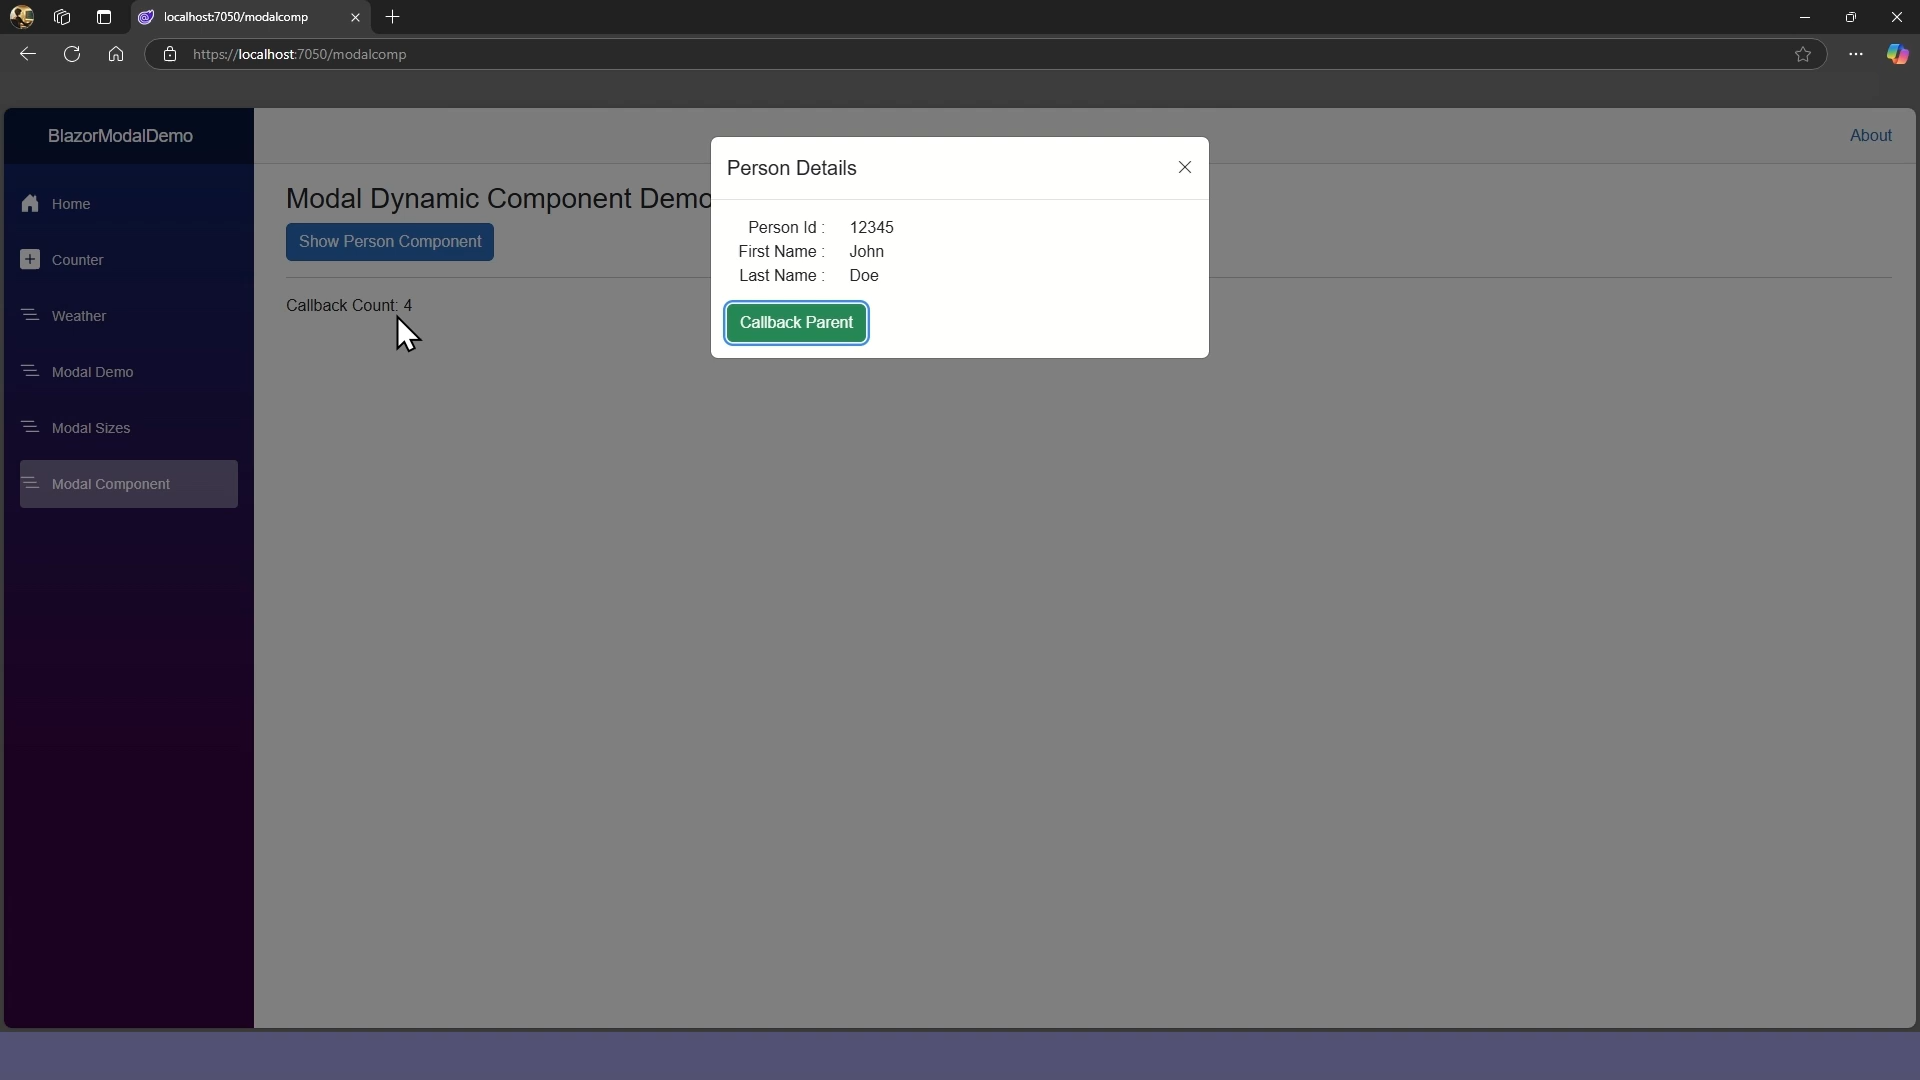 localhost:7050/modalcomp
https://localhost:7050/modalcomp
BlazorModalDemo
About
Home
Counter
Weather
Modal Demo
Modal Sizes
Modal Component
Modal Dynamic Component Demo
Show Person Component
Callback Count: 4
Person Details
Person Id : 12345
First Name : John
Last Name : Doe
Callback Parent